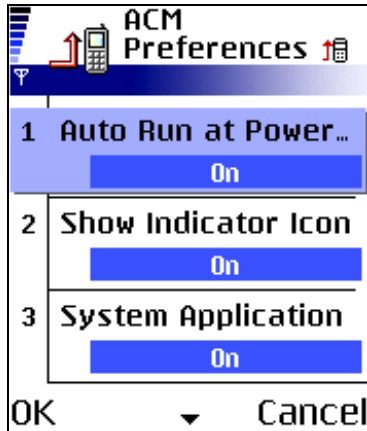 ACM
Preferences
1 Auto Run at Power…
On
2 Show Indicator Icon
On
3 System Application
On
OK Cancel